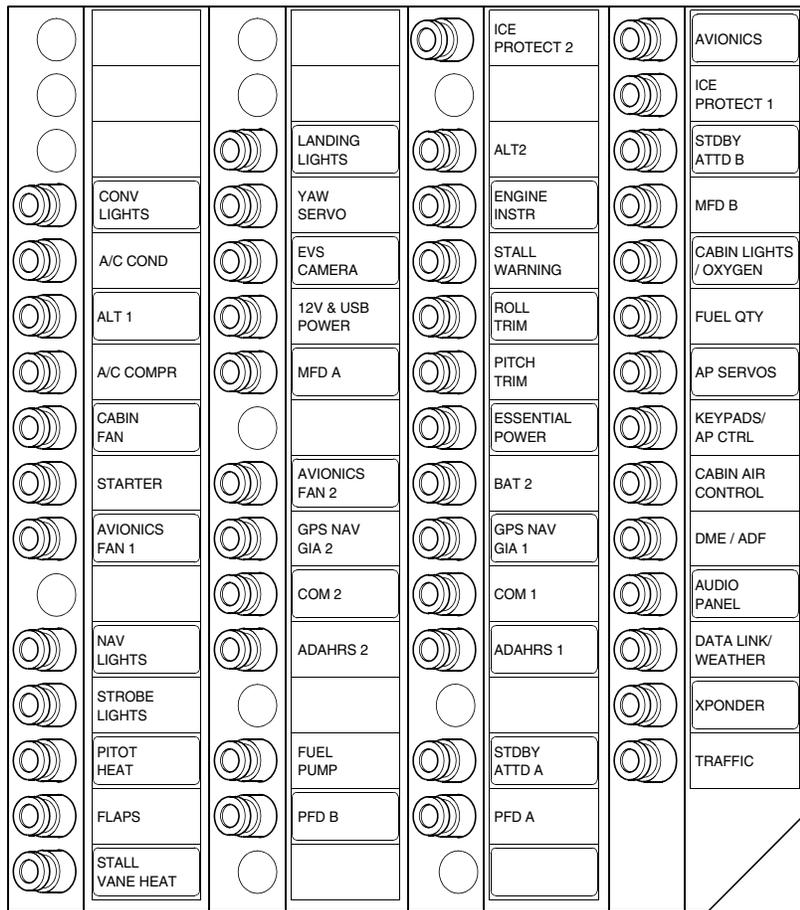 CONV
LIGHTS
A/C COND
ALT 1
A/C COMPR
CABIN
FAN
STARTER
AVIONICS
FAN 1
NAV
LIGHTS
STROBE
LIGHTS
PITOT
HEAT
FLAPS
STALL
VANE HEAT
LANDING
LIGHTS
YAW
SERVO
EVS
CAMERA
12V & USB
POWER
MFD A
AVIONICS
FAN 2
GPS NAV
GIA 2
COM 2
ADAHRS 2
FUEL
PUMP
PFD B
ICE
PROTECT 2
ALT2
ENGINE
INSTR
STALL
WARNING
ROLL
TRIM
PITCH
TRIM
ESSENTIAL
POWER
BAT 2
GPS NAV
GIA 1
COM 1
ADAHRS 1
STDBY
ATTD A
PFD A
AVIONICS
ICE
PROTECT 1
STDBY
ATTD B
MFD B
CABIN LIGHTS
/ OXYGEN
FUEL QTY
AP SERVOS
KEYPADS/
AP CTRL
CABIN AIR
CONTROL
DME / ADF
AUDIO
PANEL
DATA LINK/
WEATHER
XPONDER
TRAFFIC